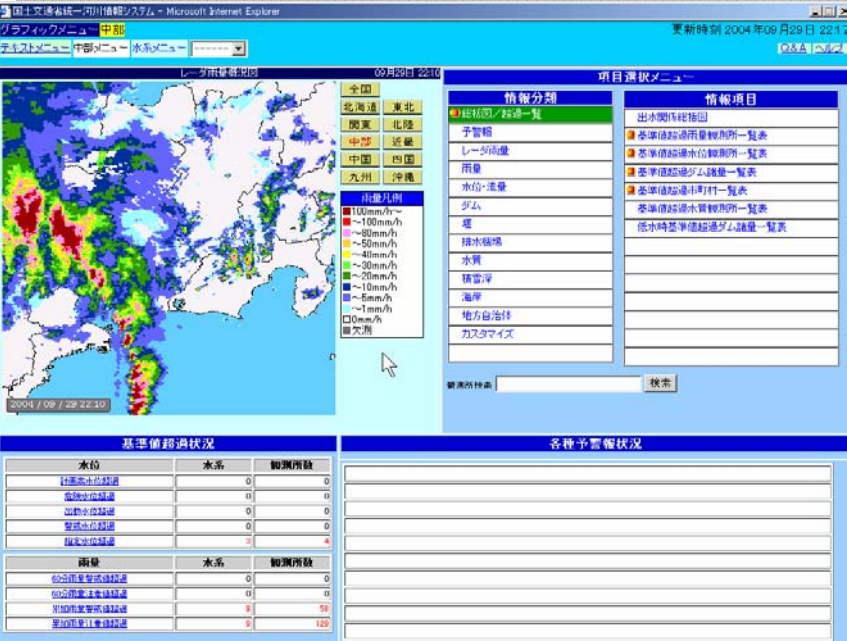 国土交通省統一河川情報システム - Microsoft Internet Explorer
グラフィックメニュー 中部
更新時刻 2004年09月29日 22:17
テキストメニュー 中部メニュー 水系メニュー ------
Q&A ヘルプ
レーダ雨量概況図 09月29日 22:10
全国
北海道 東北
関東 北陸
中部 近畿
中国 四国
九州 沖縄
雨量凡例
100mm/h~
~100mm/h
~80mm/h
~50mm/h
~40mm/h
~30mm/h
~20mm/h
~10mm/h
~5mm/h
~1mm/h
0mm/h
欠測
2004 / 09 / 29 22:10
項目選択メニュー
情報分類
総括図/超過一覧
予警報
レーダ雨量
雨量
水位・流量
ダム
堰
排水機場
水質
積雪深
海岸
地方自治体
カスタマイズ
情報項目
出水関係総括図
基準値超過雨量観測所一覧表
基準値超過水位観測所一覧表
基準値超過ダム諸量一覧表
基準値超過市町村一覧表
基準値超過水質観測所一覧表
低水時基準値超過ダム諸量一覧表
観測所検索 検索
基準値超過状況
水位 水系 観測所数
計画高水位超過 0 0
危険水位超過 0 0
出動水位超過 0 0
警戒水位超過 0 0
指定水位超過 3 4
雨量 水系 観測所数
60分雨量警戒値超過 0 0
60分雨量注意値超過 0 0
累加雨量警戒値超過 9 58
累加雨量注意値超過 9 129
各種予警報状況